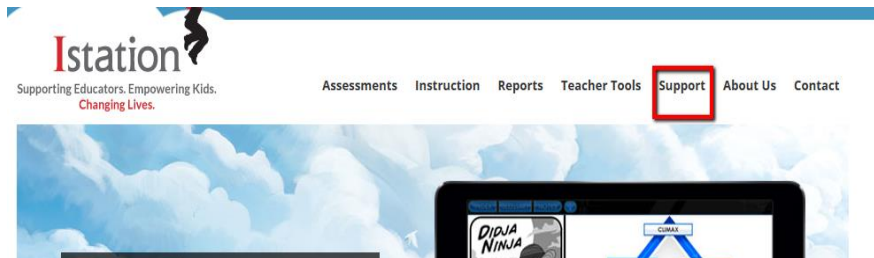 Istation
Supporting Educators. Empowering Kids.
Changing Lives.
Assessments Instruction Reports Teacher Tools Support About Us Contact
DIDJA
NINJA
CLIMAX